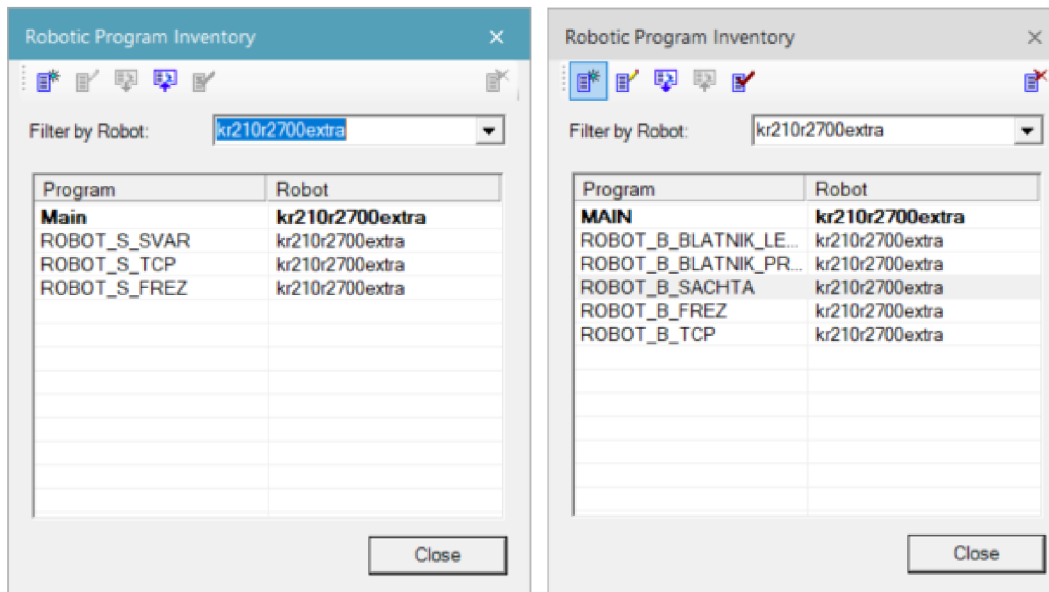 Robotic Program Inventory
Filter by Robot: kr210r2700extra
Program Robot
Main kr210r2700extra
ROBOT_S_SVAR kr210r2700extra
ROBOT_S_TCP kr210r2700extra
ROBOT_S_FREZ kr210r2700extra
Close
Robotic Program Inventory
Filter by Robot: kr210r2700extra
Program Robot
MAIN kr210r2700extra
ROBOT_B_BLATNIK_LE... kr210r2700extra
ROBOT_B_BLATNIK_PR... kr210r2700extra
ROBOT_B_SACHTA kr210r2700extra
ROBOT_B_FREZ kr210r2700extra
ROBOT_B_TCP kr210r2700extra
Close